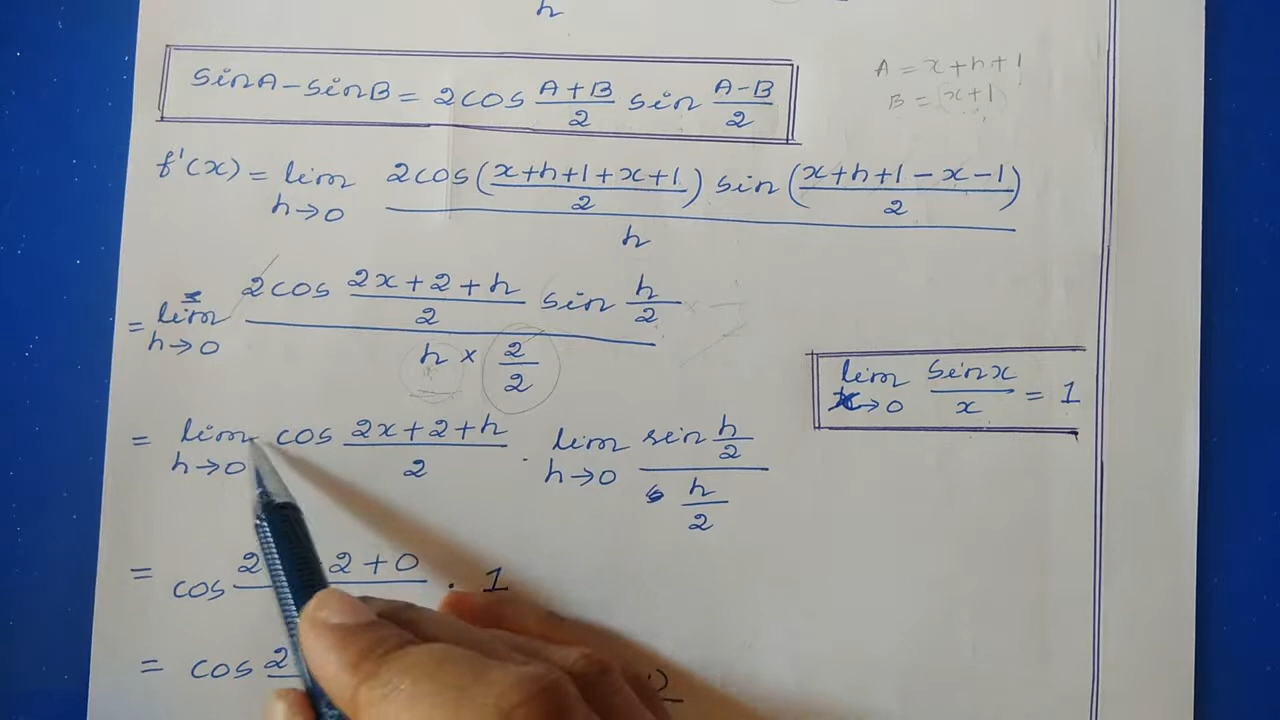 h
sinA-sinB = 2cos (A+B)/2 sin (A-B)/2
A = x+h+1
B = x+1
f'(x) = lim h→0 2cos((x+h+1+x+1)/2) sin((x+h+1-x-1)/2) / h
= lim h→0 2cos (2x+2+h)/2 sin h/2 / h × 2/2
lim x→0 sinx/x = 1
= lim h→0 cos (2x+2+h)/2 . lim h→0 sin h/2 / h/2
= cos 2 2+0 . 1
= cos 2